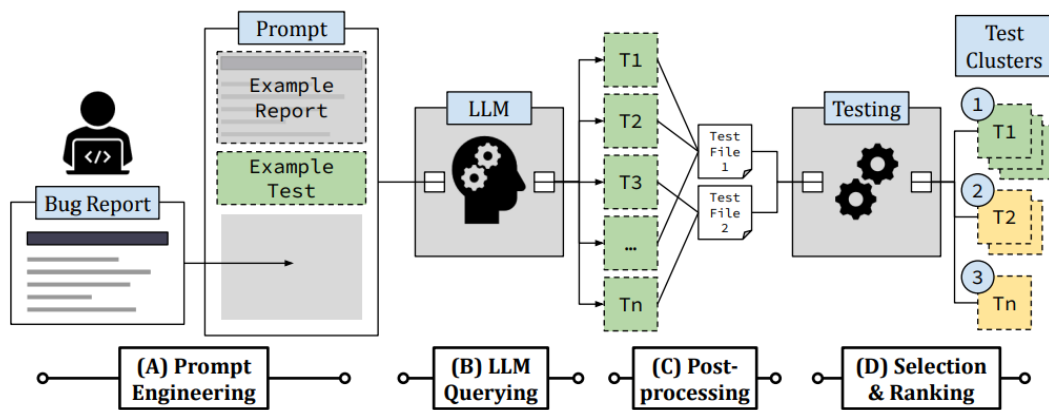 Prompt
Example
Report
Example
Test
Bug Report
</>
LLM
T1
T2
T3
...
Tn
Test
File
1
Test
File
2
Testing
Test
Clusters
1
T1
2
T2
3
Tn
(A) Prompt
Engineering
(B) LLM
Querying
(C) Post-
processing
(D) Selection
& Ranking